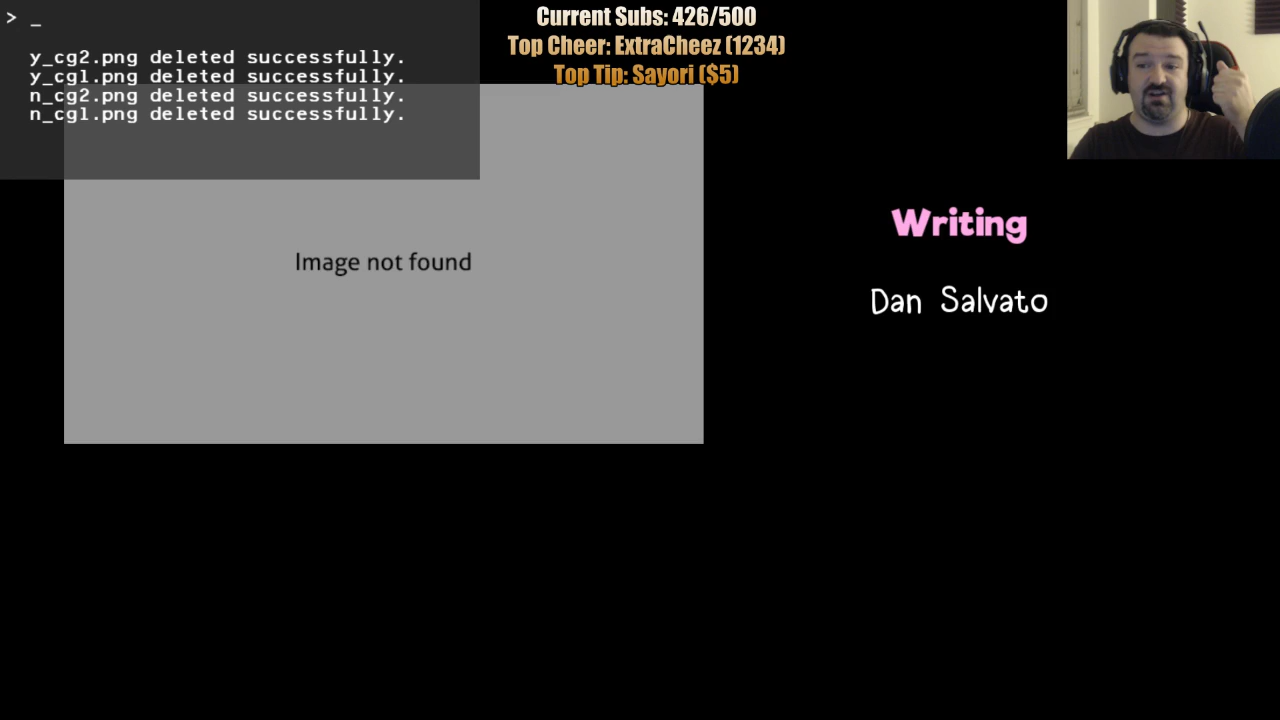 > _
y_cg2.png deleted successfully.
y_cg1.png deleted successfully.
n_cg2.png deleted successfully.
n_cg1.png deleted successfully.
Current Subs: 426/500
Top Cheer: ExtraCheez (1234)
Top Tip: Sayori ($5)
Image not found
Writing
Dan Salvato